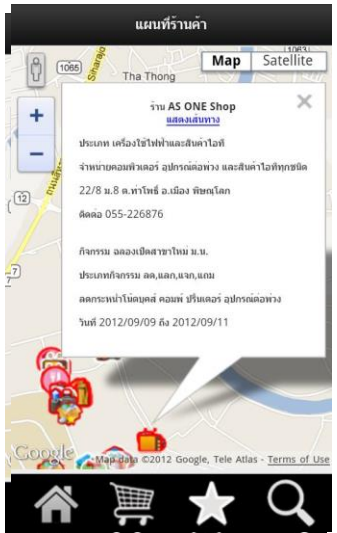 แผนที่ร้านค้า
1065
1063
Tha Thong
Map
Satellite
+
−
ร้าน AS ONE Shop
แสดงเส้นทาง
ประเภท เครื่องใช้ไฟฟ้าและสินค้าไอที
จำหน่ายคอมพิวเตอร์ อุปกรณ์ต่อพ่วง และสินค้าไอทีทุกชนิด
22/8 ม.8 ต.ท่าโพธิ์ อ.เมือง พิษณุโลก
ติดต่อ 055-226876
กิจกรรม ฉลองเปิดสาขาใหม่ ม.น.
ประเภทกิจกรรม ลด,แลก,แจก,แถม
ลดกระหน่ำโน้ตบุคส์ คอมพ์ ปริ้นเตอร์ อุปกรณ์ต่อพ่วง
วันที่ 2012/09/09 ถึง 2012/09/11
12
7
Google
Map data ©2012 Google, Tele Atlas - Terms of Use